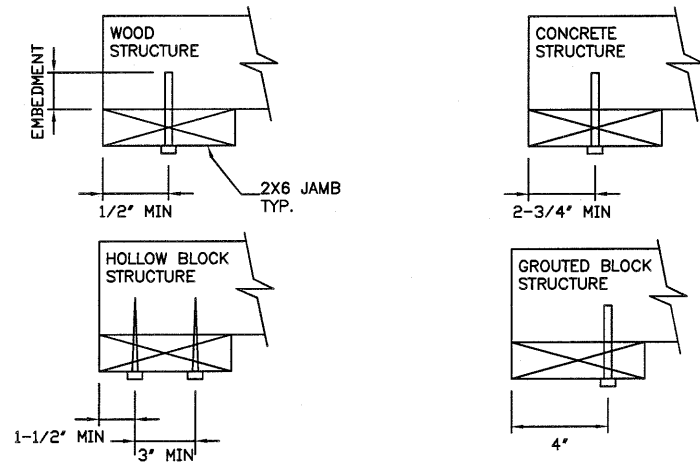 WOOD
STRUCTURE
EMBEDMENT
1/2" MIN
2X6 JAMB
TYP.
CONCRETE
STRUCTURE
2-3/4" MIN
HOLLOW BLOCK
STRUCTURE
1-1/2" MIN
3" MIN
GROUTED BLOCK
STRUCTURE
4"